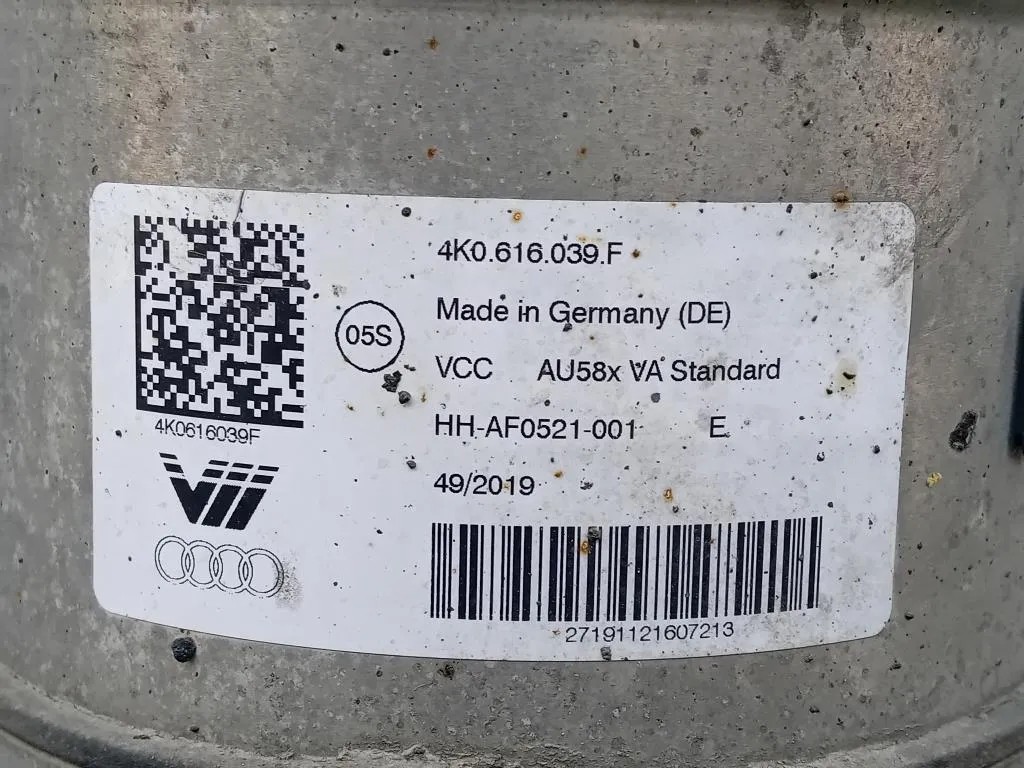 4K0.616.039.F
Made in Germany (DE)
05S
VCC AU58x VA Standard
4K0616039F
HH-AF0521-001 E
49/2019
27191121607213